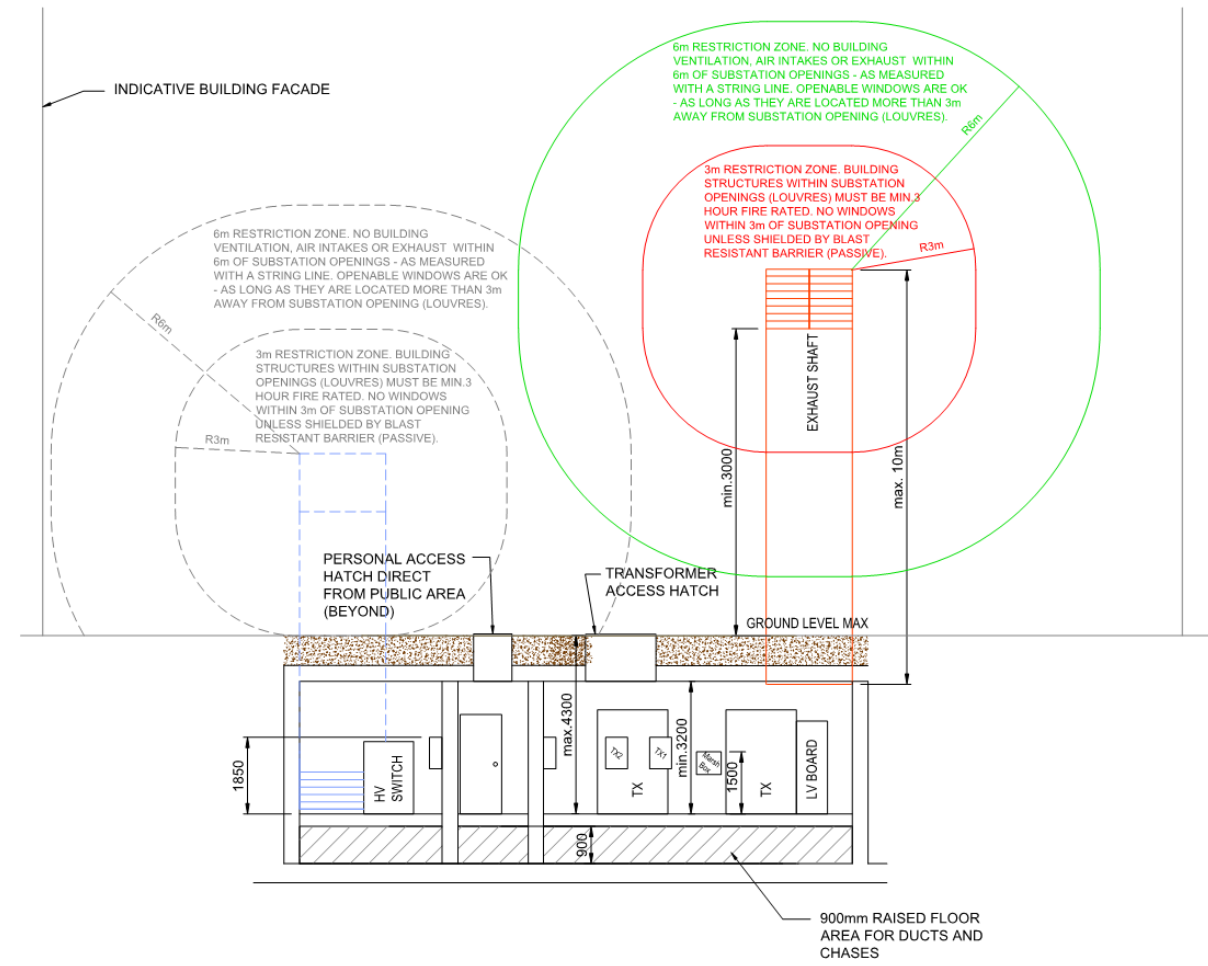 6m RESTRICTION ZONE. NO BUILDING
VENTILATION, AIR INTAKES OR EXHAUST WITHIN
6m OF SUBSTATION OPENINGS - AS MEASURED
WITH A STRING LINE. OPENABLE WINDOWS ARE OK
- AS LONG AS THEY ARE LOCATED MORE THAN 3m
AWAY FROM SUBSTATION OPENING (LOUVRES).
INDICATIVE BUILDING FACADE
R6m
3m RESTRICTION ZONE. BUILDING
STRUCTURES WITHIN SUBSTATION
OPENINGS (LOUVRES) MUST BE MIN.3
HOUR FIRE RATED. NO WINDOWS
WITHIN 3m OF SUBSTATION OPENING
UNLESS SHIELDED BY BLAST
RESISTANT BARRIER (PASSIVE).
R3m
6m RESTRICTION ZONE. NO BUILDING
VENTILATION, AIR INTAKES OR EXHAUST WITHIN
6m OF SUBSTATION OPENINGS - AS MEASURED
WITH A STRING LINE. OPENABLE WINDOWS ARE OK
- AS LONG AS THEY ARE LOCATED MORE THAN 3m
AWAY FROM SUBSTATION OPENING (LOUVRES).
R6m
3m RESTRICTION ZONE. BUILDING
STRUCTURES WITHIN SUBSTATION
OPENINGS (LOUVRES) MUST BE MIN.3
HOUR FIRE RATED. NO WINDOWS
WITHIN 3m OF SUBSTATION OPENING
UNLESS SHIELDED BY BLAST
RESISTANT BARRIER (PASSIVE).
R3m
EXHAUST SHAFT
min.3000
max. 10m
PERSONAL ACCESS
HATCH DIRECT
FROM PUBLIC AREA
(BEYOND)
TRANSFORMER
ACCESS HATCH
GROUND LEVEL MAX
max.4300
min.3200
1850
HV
SWITCH
TX2
TX1
TX
Marsh
Box
1500
TX
LV BOARD
900
900mm RAISED FLOOR
AREA FOR DUCTS AND
CHASES